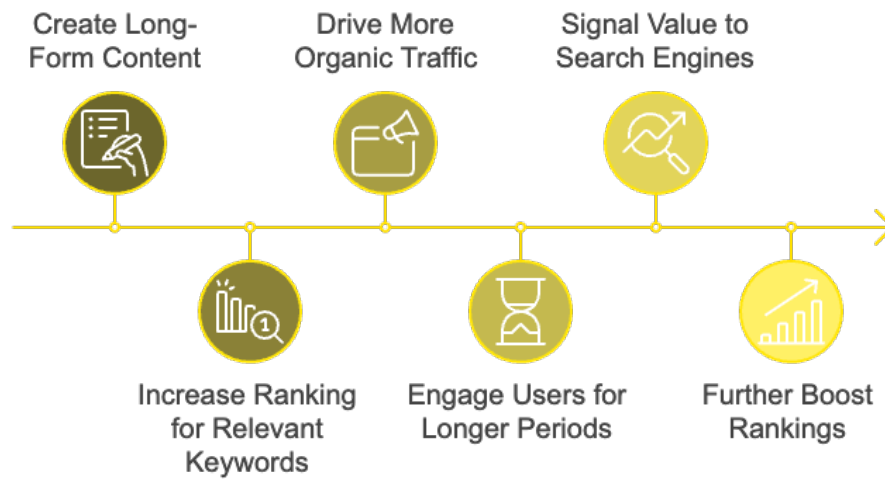 Create Long-
Form Content
Drive More
Organic Traffic
Signal Value to
Search Engines
1
Increase Ranking
for Relevant
Keywords
Engage Users for
Longer Periods
Further Boost
Rankings